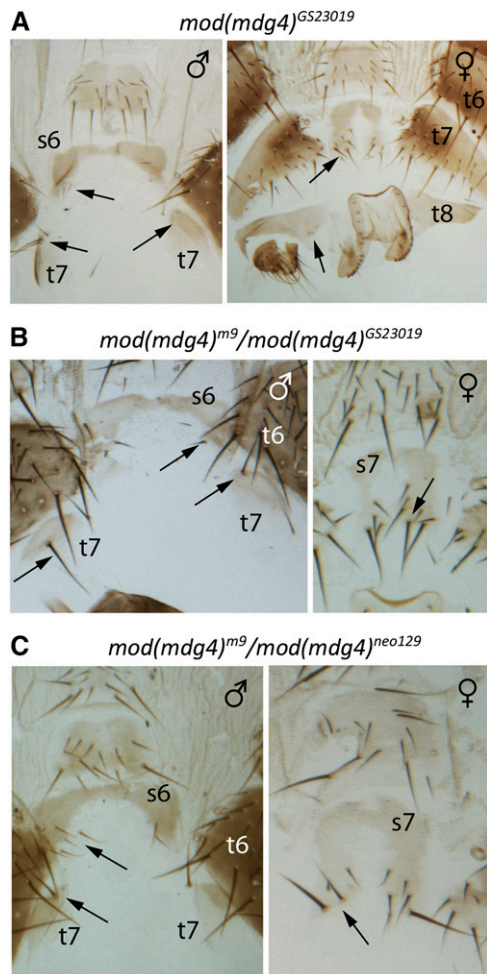 A mod(mdg4)^GS23019
♂ ♀
t6
s6 t7
t7 t7 t8
B mod(mdg4)^m9/mod(mdg4)^GS23019
♂ ♀
s6
t6 s7
t7 t7
C mod(mdg4)^m9/mod(mdg4)^neo129
♂ ♀
s6 s7
t6
t7 t7